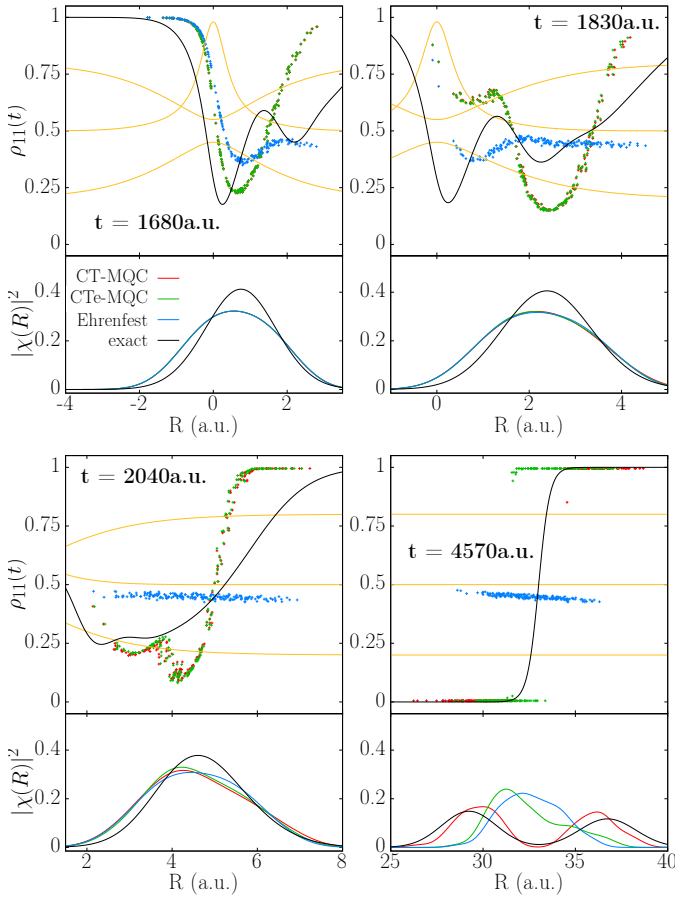 ρ₁₁(t)
1
0.75
0.5
0.25
0
t = 1680a.u.
t = 1830a.u.
1
0.75
0.5
0.25
0
|χ(R)|²
0.4
0.2
0
CT-MQC
CTe-MQC
Ehrenfest
exact
-4 -2 0 2
R (a.u.)
0.4
0.2
0
0 2 4
R (a.u.)
ρ₁₁(t)
1
0.75
0.5
0.25
0
t = 2040a.u.
1
0.75
0.5
0.25
0
t = 4570a.u.
|χ(R)|²
0.4
0.2
0
2 4 6 8
R (a.u.)
0.4
0.2
0
25 30 35 40
R (a.u.)